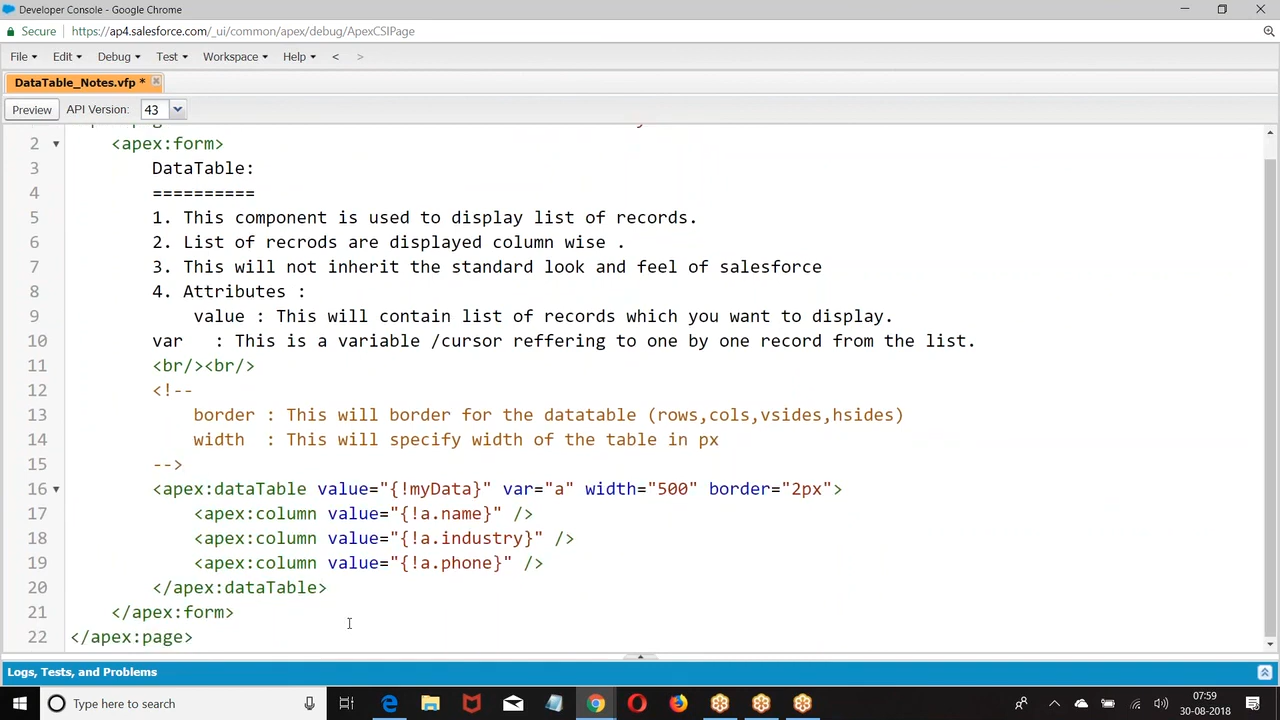 Developer Console - Google Chrome
Secure https://ap4.salesforce.com/_ui/common/apex/debug/ApexCSIPage
File Edit Debug Test Workspace Help < >
DataTable_Notes.vfp *
Preview API Version: 43
2 <apex:form>
3 DataTable:
4 ==========
5 1. This component is used to display list of records.
6 2. List of recrods are displayed column wise .
7 3. This will not inherit the standard look and feel of salesforce
8 4. Attributes :
9 value : This will contain list of records which you want to display.
10 var : This is a variable /cursor reffering to one by one record from the list.
11 <br/><br/>
12 <!--
13 border : This will border for the datatable (rows,cols,vsides,hsides)
14 width : This will specify width of the table in px
15 -->
16 <apex:dataTable value="{!myData}" var="a" width="500" border="2px">
17 <apex:column value="{!a.name}" />
18 <apex:column value="{!a.industry}" />
19 <apex:column value="{!a.phone}" />
20 </apex:dataTable>
21 </apex:form>
22 </apex:page>
Logs, Tests, and Problems
Type here to search
07:59
30-08-2018